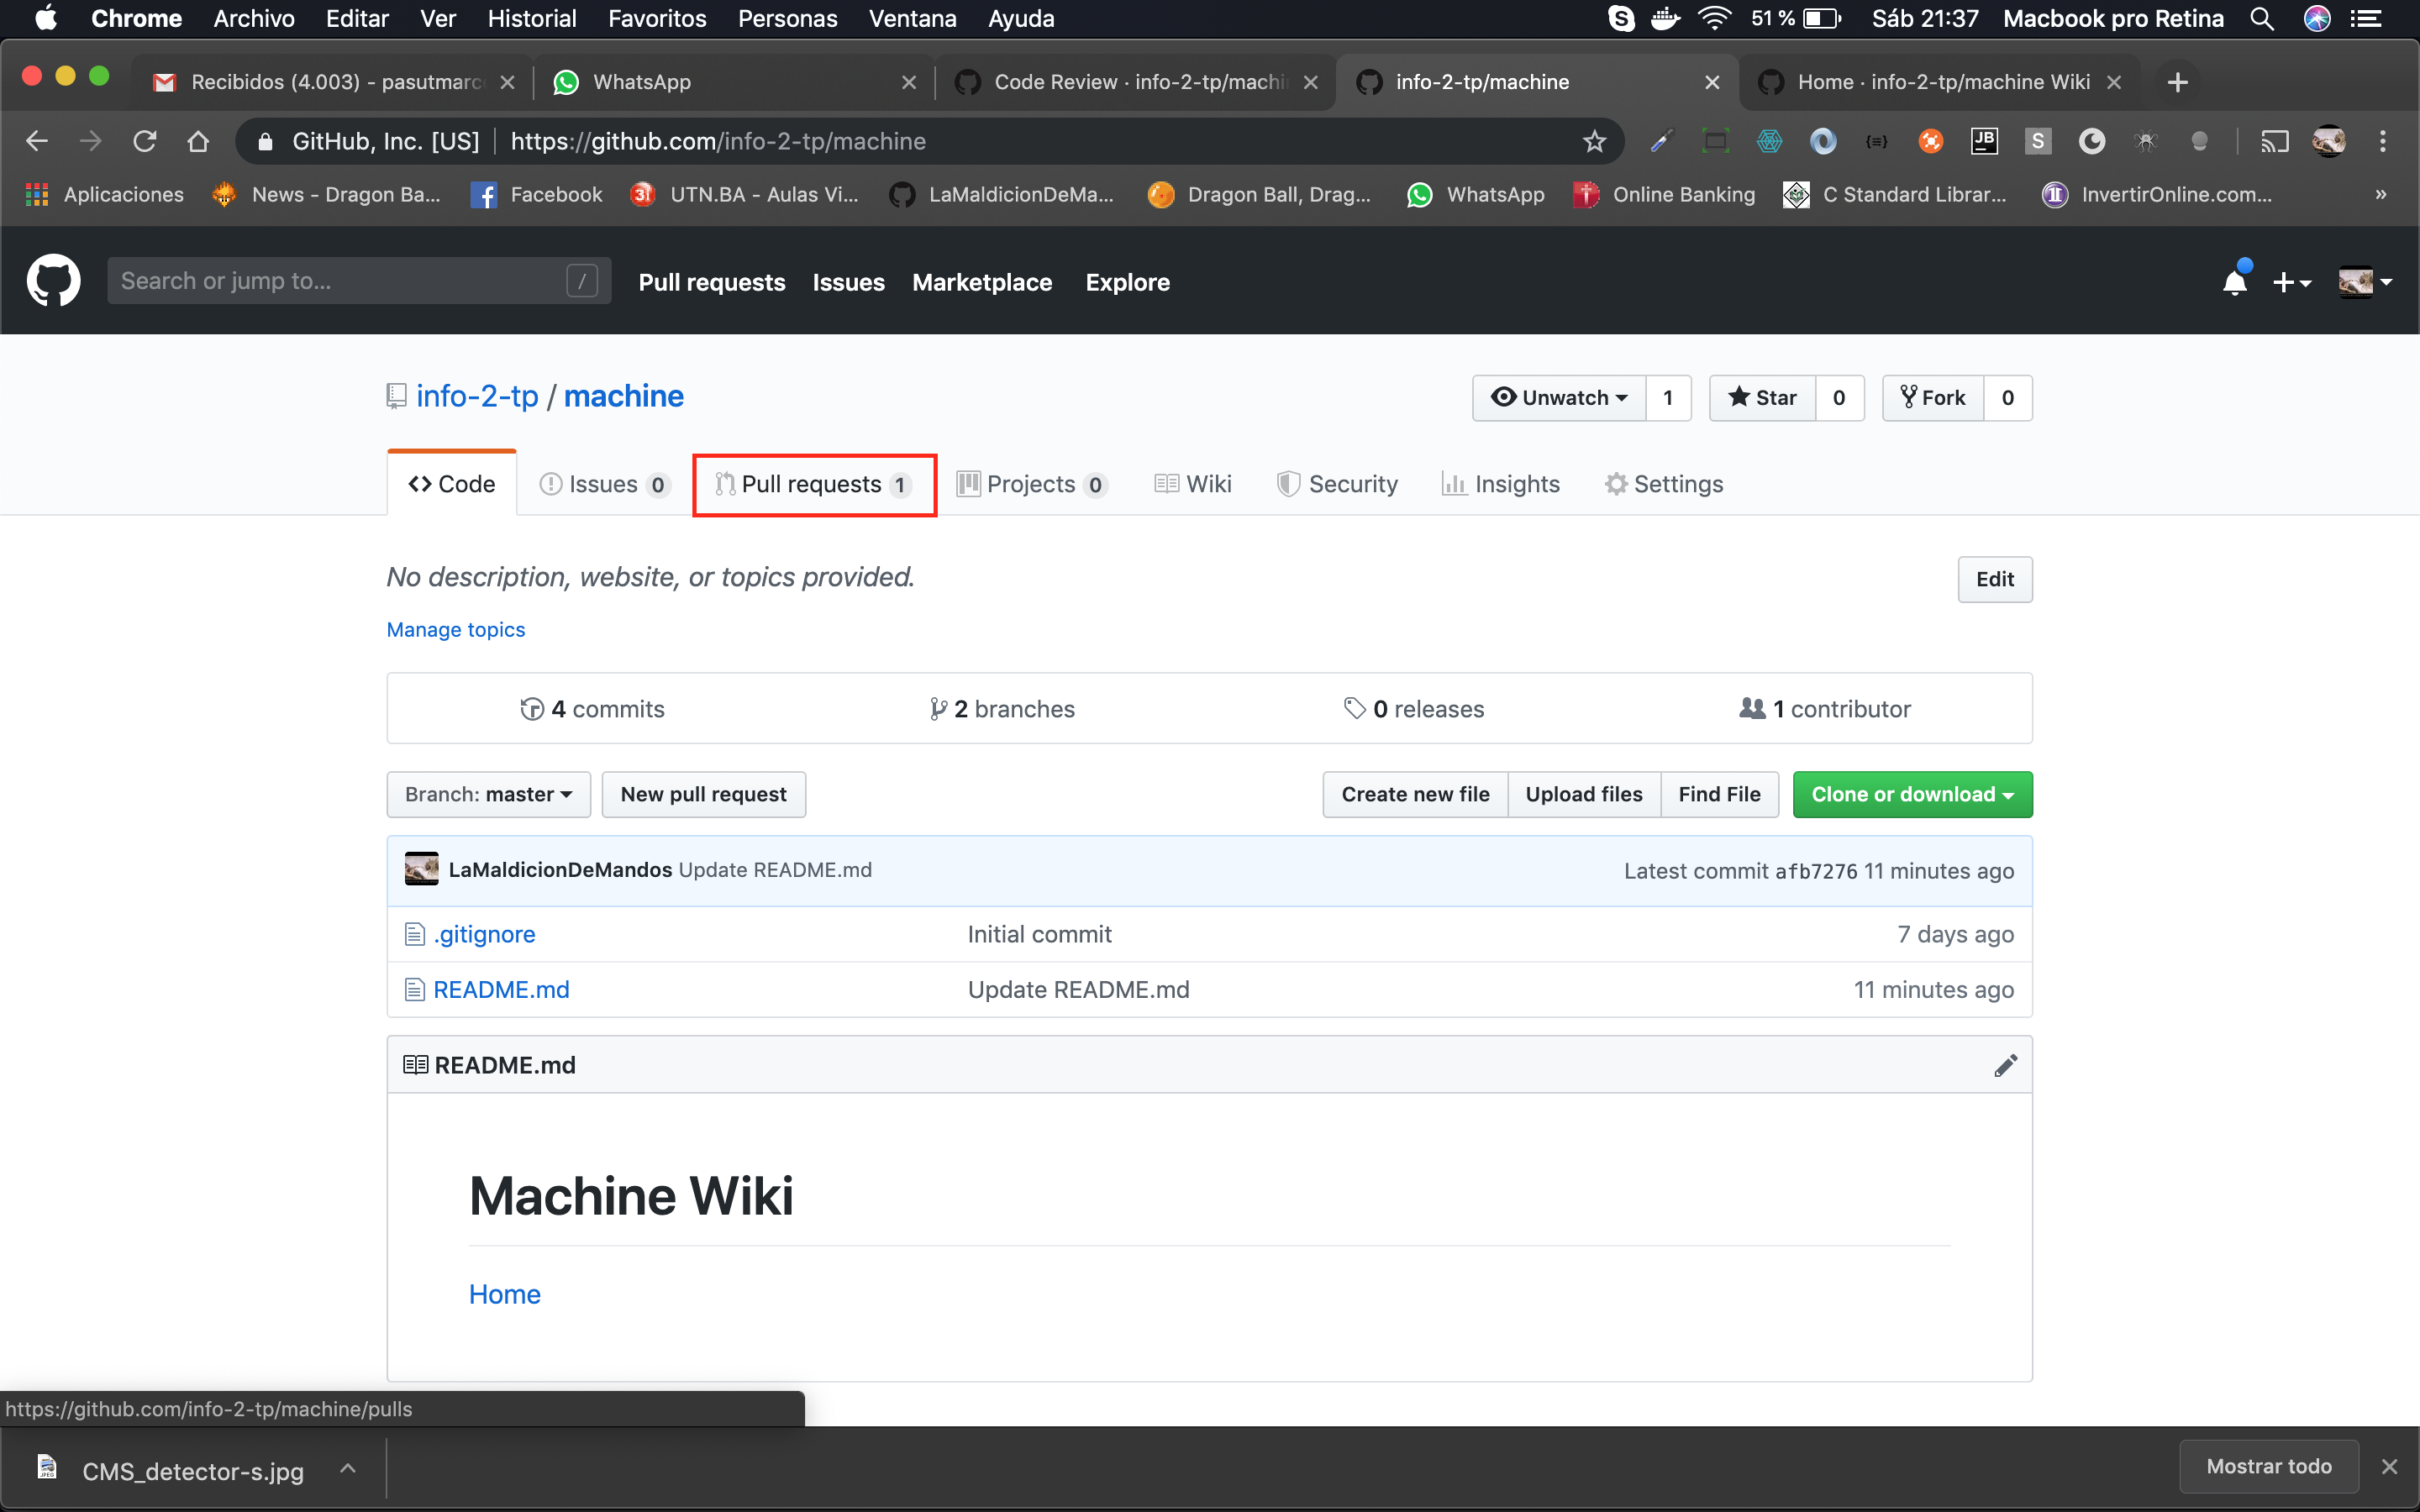 Chrome Archivo Editar Ver Historial Favoritos Personas Ventana Ayuda 51 % Sáb 21:37 Macbook pro Retina
Recibidos (4.003) - pasutmarc WhatsApp Code Review · info-2-tp/machi info-2-tp/machine Home · info-2-tp/machine Wiki
GitHub, Inc. [US] https://github.com/info-2-tp/machine
Aplicaciones News - Dragon Ba... Facebook UTN.BA - Aulas Vi... LaMaldicionDeMa... Dragon Ball, Drag... WhatsApp Online Banking C Standard Librar... InvertirOnline.com... »
Search or jump to... / Pull requests Issues Marketplace Explore
info-2-tp / machine Unwatch 1 Star 0 Fork 0
Code Issues 0 Pull requests 1 Projects 0 Wiki Security Insights Settings
No description, website, or topics provided. Edit
Manage topics
4 commits 2 branches 0 releases 1 contributor
Branch: master New pull request Create new file Upload files Find File Clone or download
LaMaldicionDeMandos Update README.md Latest commit afb7276 11 minutes ago
.gitignore Initial commit 7 days ago
README.md Update README.md 11 minutes ago
README.md
Machine Wiki
Home
https://github.com/info-2-tp/machine/pulls
CMS_detector-s.jpg Mostrar todo